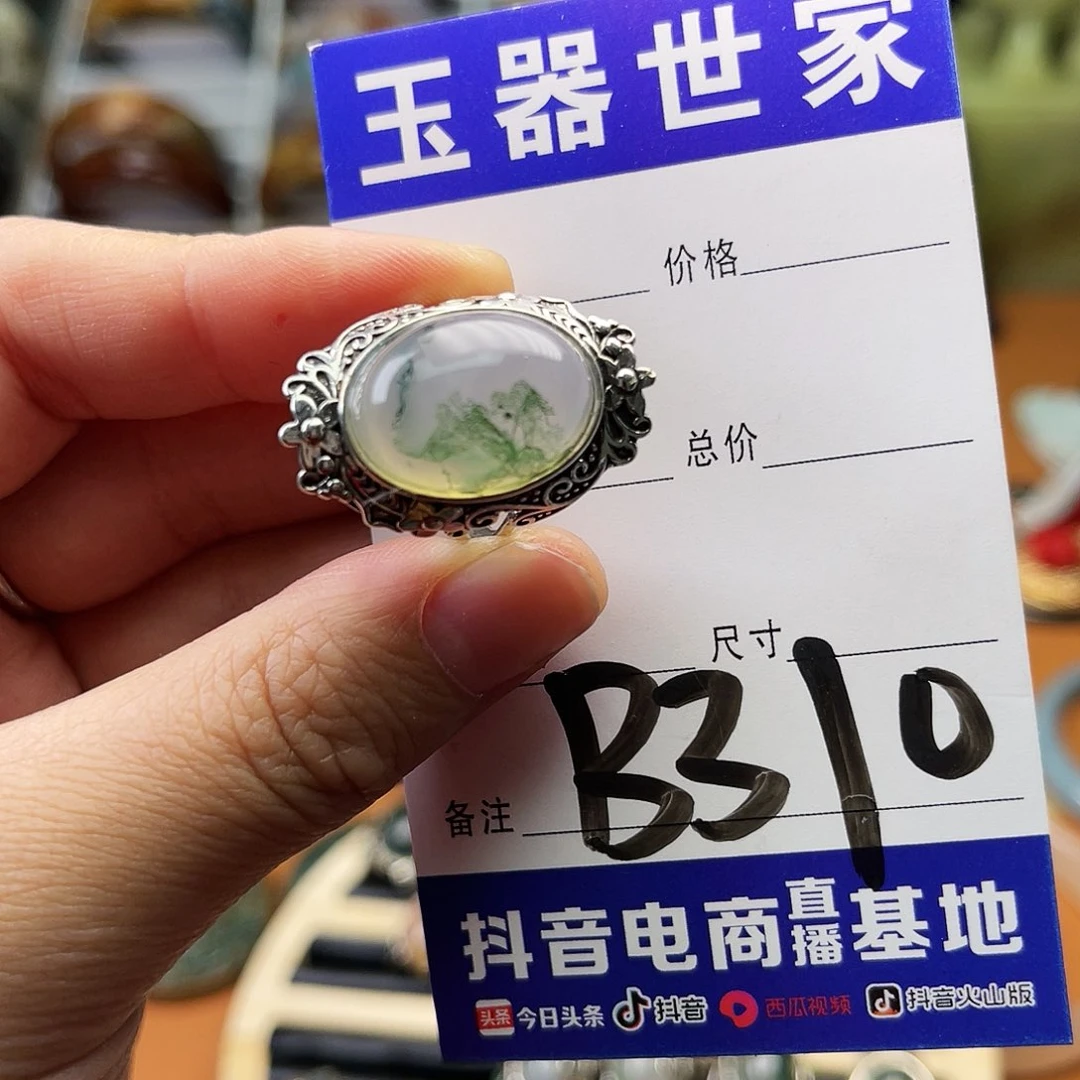 玉器世家
价格
总价
尺寸
B310
备注
抖音电商直播基地
头条 今日头条 抖音 西瓜视频 抖音火山版